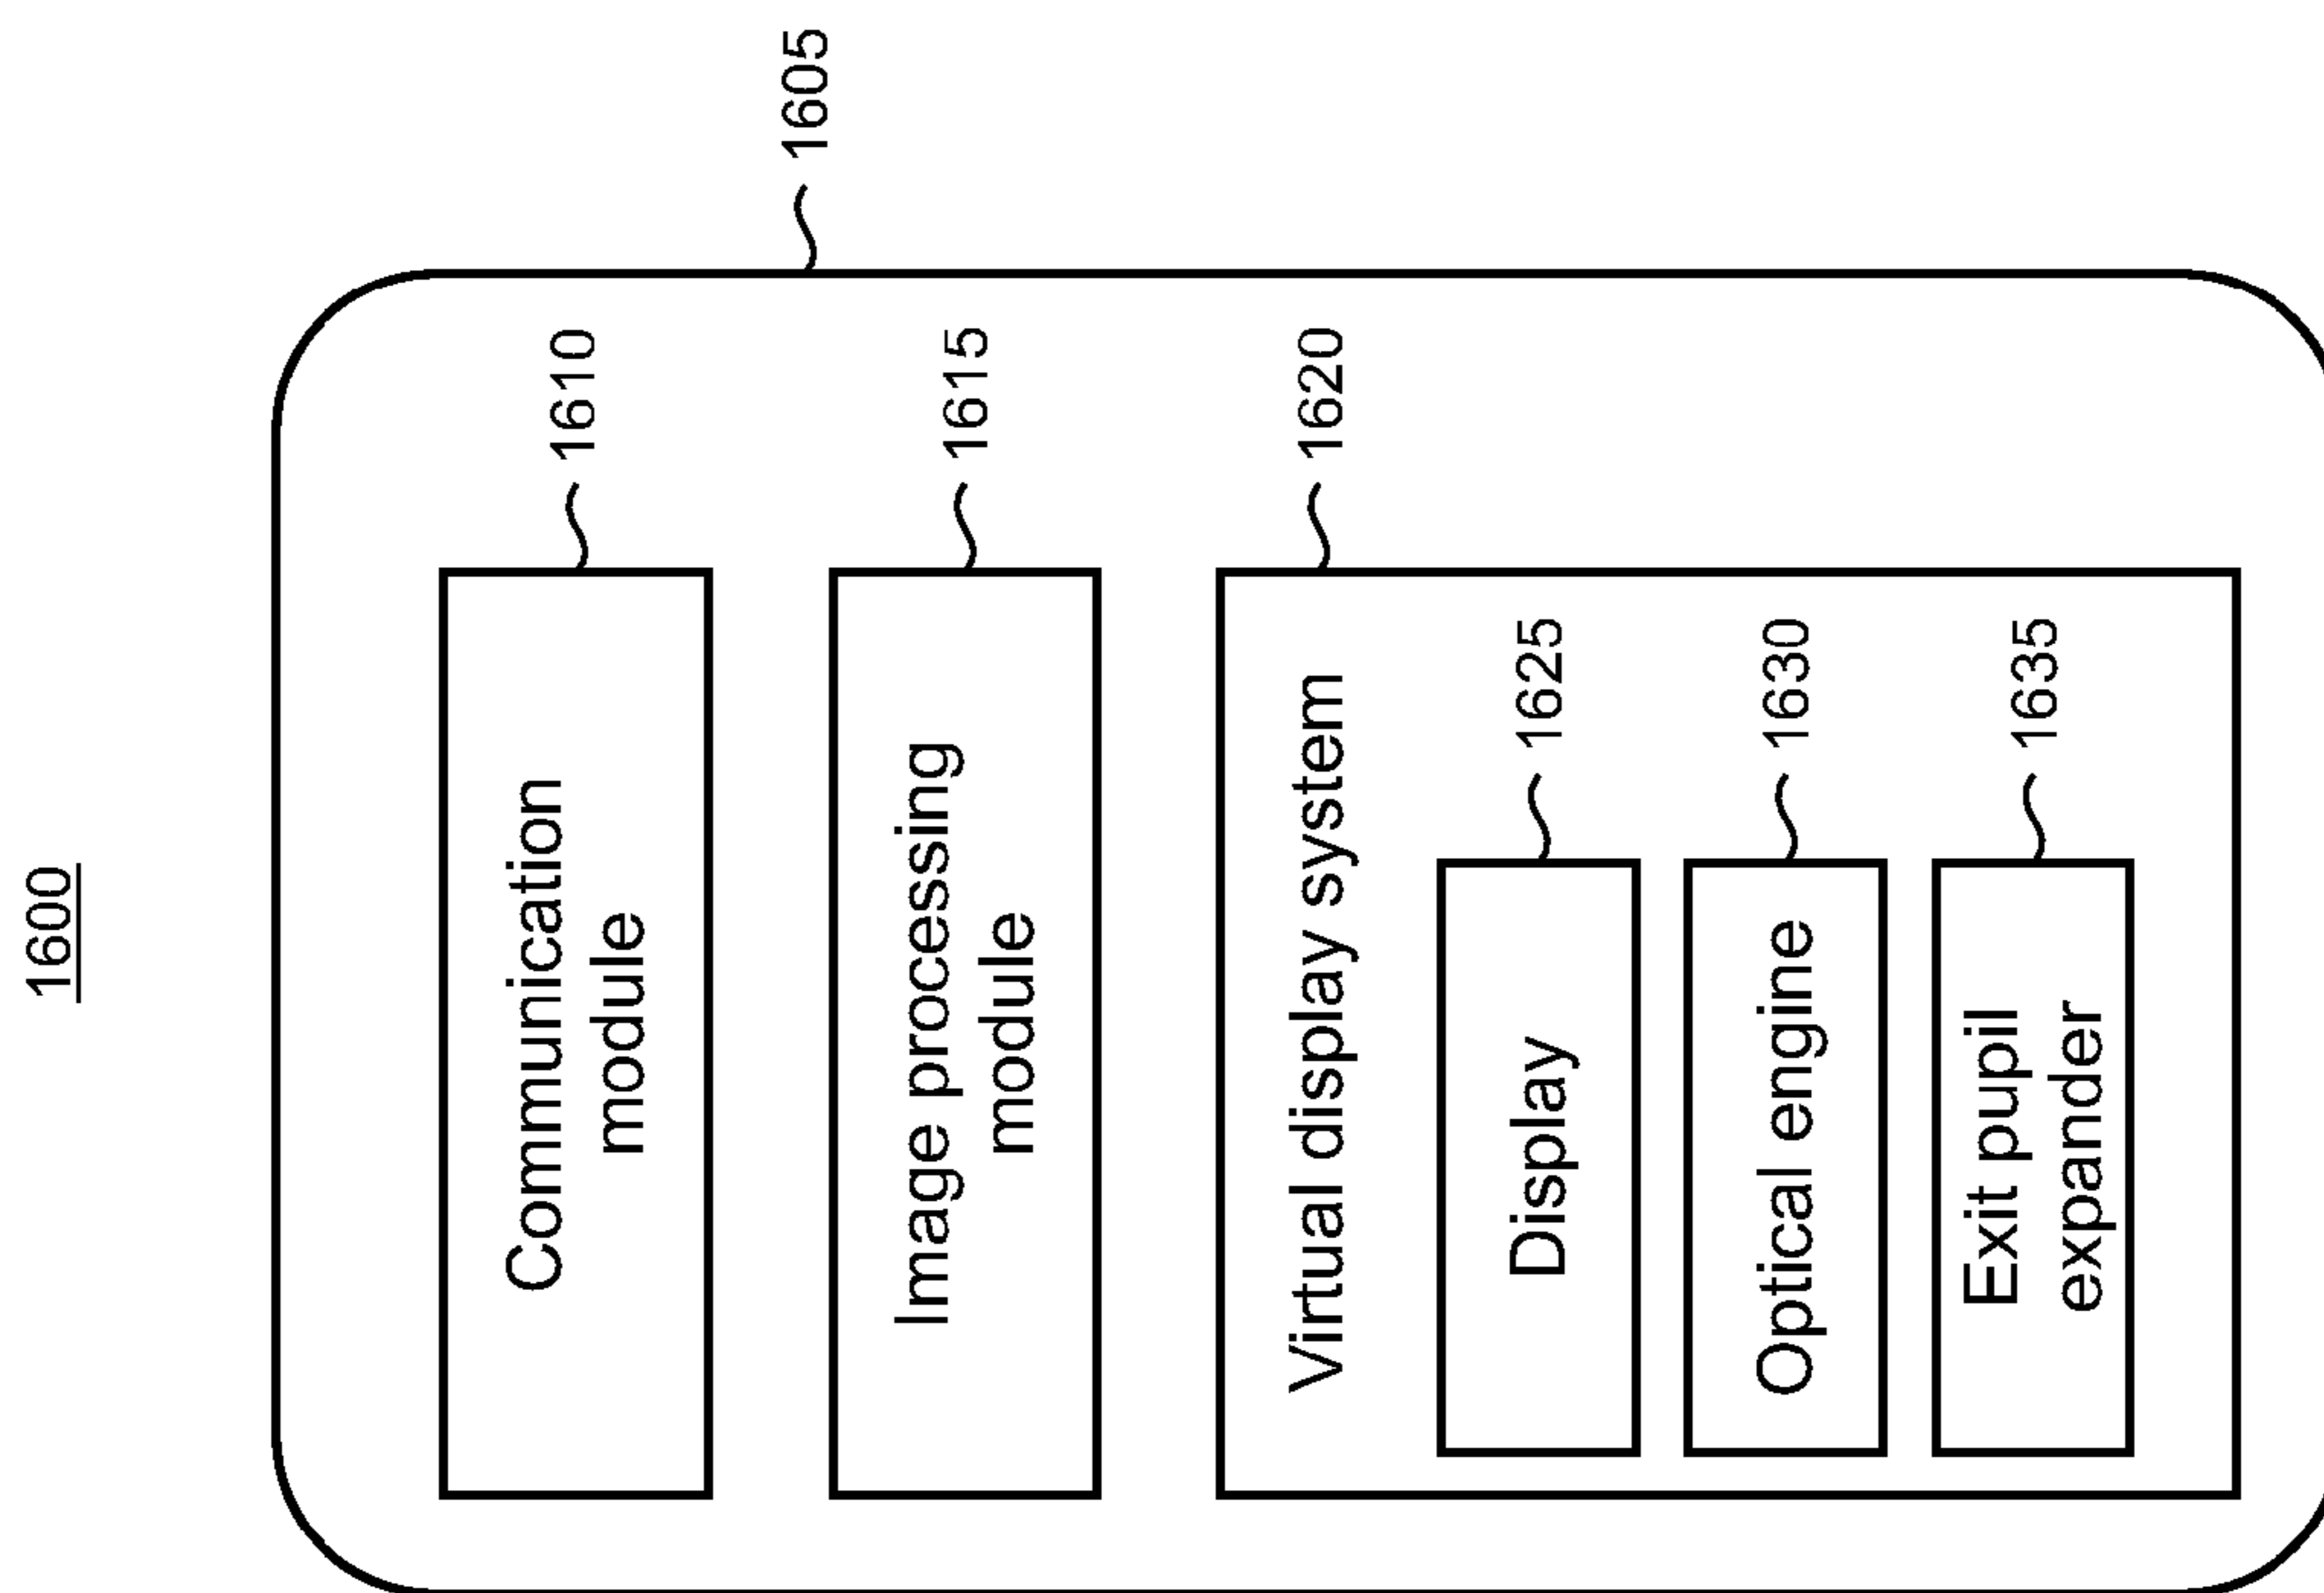 1600
1605
Communication
module
1610
Image processing
module
1615
Virtual display system
1620
Display
1625
Optical engine
1630
Exit pupil
expander
1635